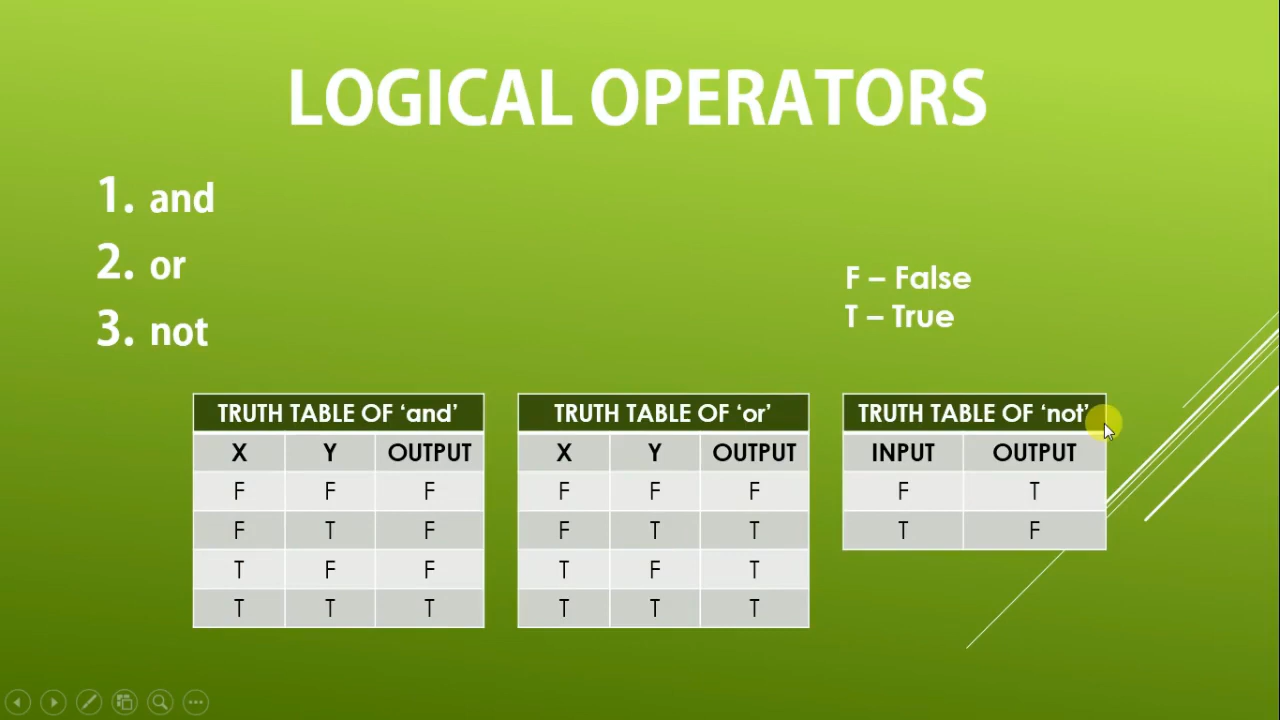 LOGICAL OPERATORS
1. and
2. or
3. not
F – False
T – True
TRUTH TABLE OF ‘and’
X Y OUTPUT
F F F
F T F
T F F
T T T
TRUTH TABLE OF ‘or’
X Y OUTPUT
F F F
F T T
T F T
T T T
TRUTH TABLE OF ‘not’
INPUT OUTPUT
F T
T F